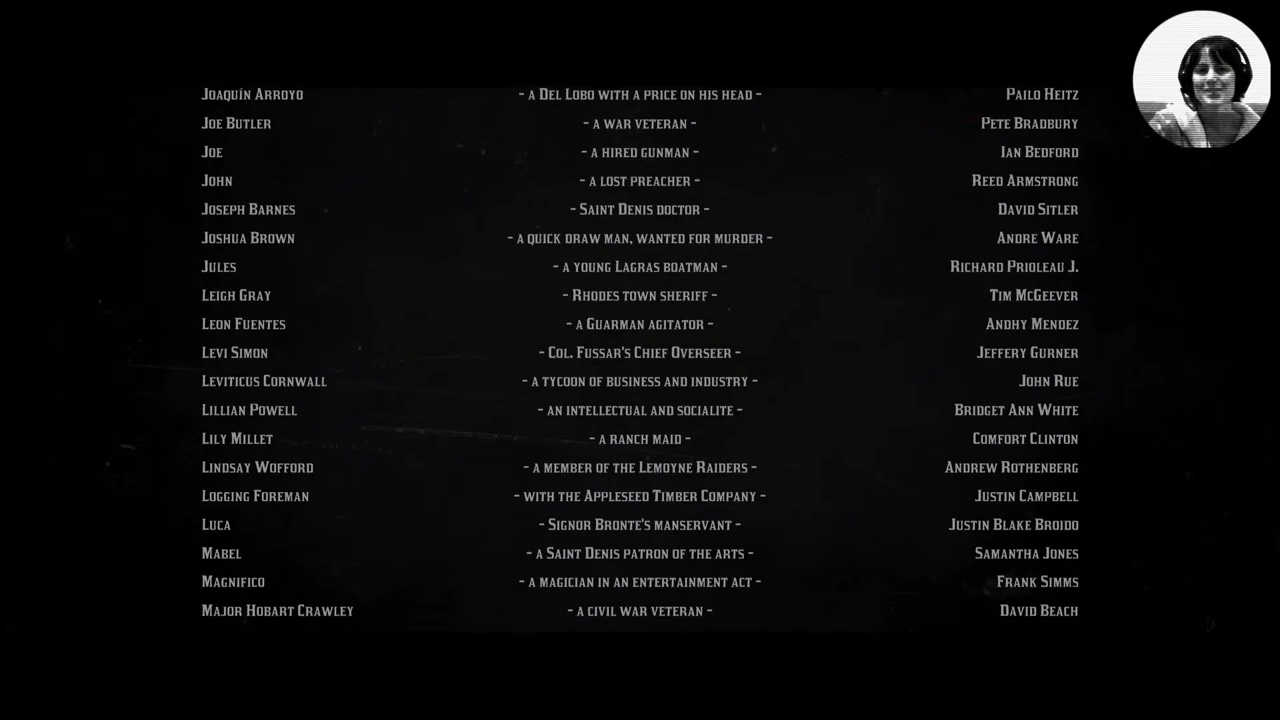 Joaquín Arroyo - a Del Lobo with a price on his head - Pailo Heitz
Joe Butler - a war veteran - Pete Bradbury
Joe - a hired gunman - Ian Bedford
John - a lost preacher - Reed Armstrong
Joseph Barnes - Saint Denis doctor - David Sitler
Joshua Brown - a quick draw man, wanted for murder - Andre Ware
Jules - a young Lagras boatman - Richard Prioleau J.
Leigh Gray - Rhodes town sheriff - Tim McGeever
Leon Fuentes - a Guarman agitator - Andhy Mendez
Levi Simon - Col. Fussar's Chief Overseer - Jeffery Gurner
Leviticus Cornwall - a tycoon of business and industry - John Rue
Lillian Powell - an intellectual and socialite - Bridget Ann White
Lily Millet - a ranch maid - Comfort Clinton
Lindsay Wofford - a member of the Lemoyne Raiders - Andrew Rothenberg
Logging Foreman - with the Appleseed Timber Company - Justin Campbell
Luca - Signor Bronte's manservant - Justin Blake Broido
Mabel - a Saint Denis patron of the arts - Samantha Jones
Magnifico - a magician in an entertainment act - Frank Simms
Major Hobart Crawley - a civil war veteran - David Beach